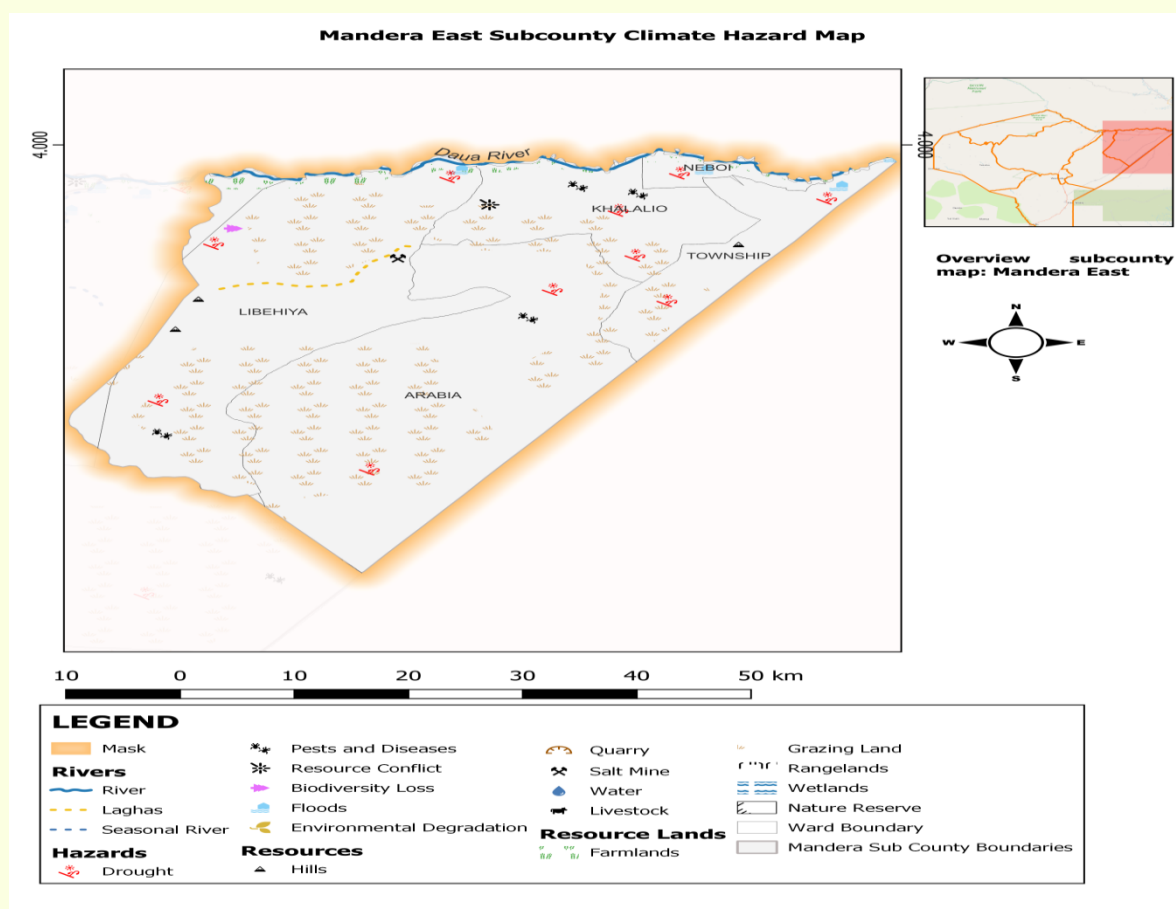 Mandera East Subcounty Climate Hazard Map
4.000
4.000
Daua River
NEBOI
KHALALIO
TOWNSHIP
LIBEHIYA
ARABIA
Overview subcounty
map: Mandera East
N
W
E
S
10 0 10 20 30 40 50 km
LEGEND
Mask
Rivers
River
Laghas
Seasonal River
Hazards
Drought
Pests and Diseases
Resource Conflict
Biodiversity Loss
Floods
Environmental Degradation
Resources
Hills
Quarry
Salt Mine
Water
Livestock
Resource Lands
Farmlands
Grazing Land
Rangelands
Wetlands
Nature Reserve
Ward Boundary
Mandera Sub County Boundaries